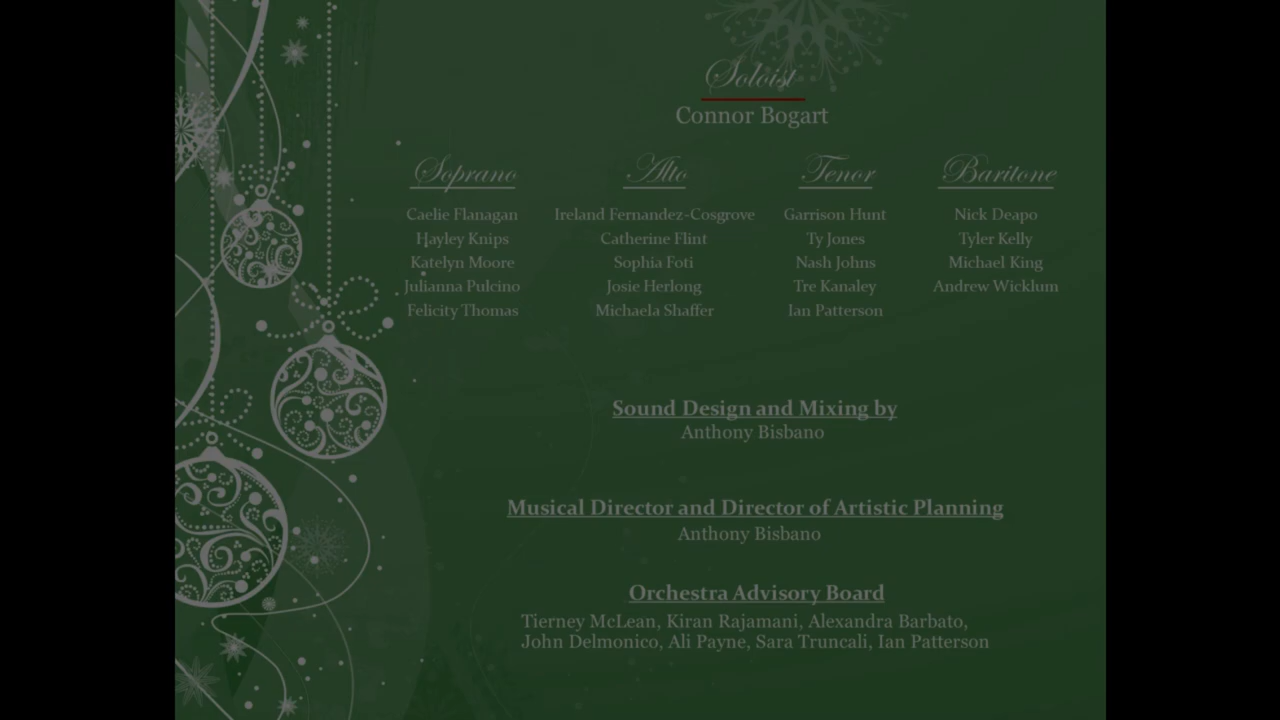 Soloist
Connor Bogart
Soprano
Caelie Flanagan
Hayley Knips
Katelyn Moore
Julianna Pulcino
Felicity Thomas
Alto
Ireland Fernandez-Cosgrove
Catherine Flint
Sophia Foti
Josie Herlong
Michaela Shaffer
Tenor
Garrison Hunt
Ty Jones
Nash Johns
Tre Kanaley
Ian Patterson
Baritone
Nick Deapo
Tyler Kelly
Michael King
Andrew Wicklum
Sound Design and Mixing by
Anthony Bisbano
Musical Director and Director of Artistic Planning
Anthony Bisbano
Orchestra Advisory Board
Tierney McLean, Kiran Rajamani, Alexandra Barbato,
John Delmonico, Ali Payne, Sara Truncali, Ian Patterson